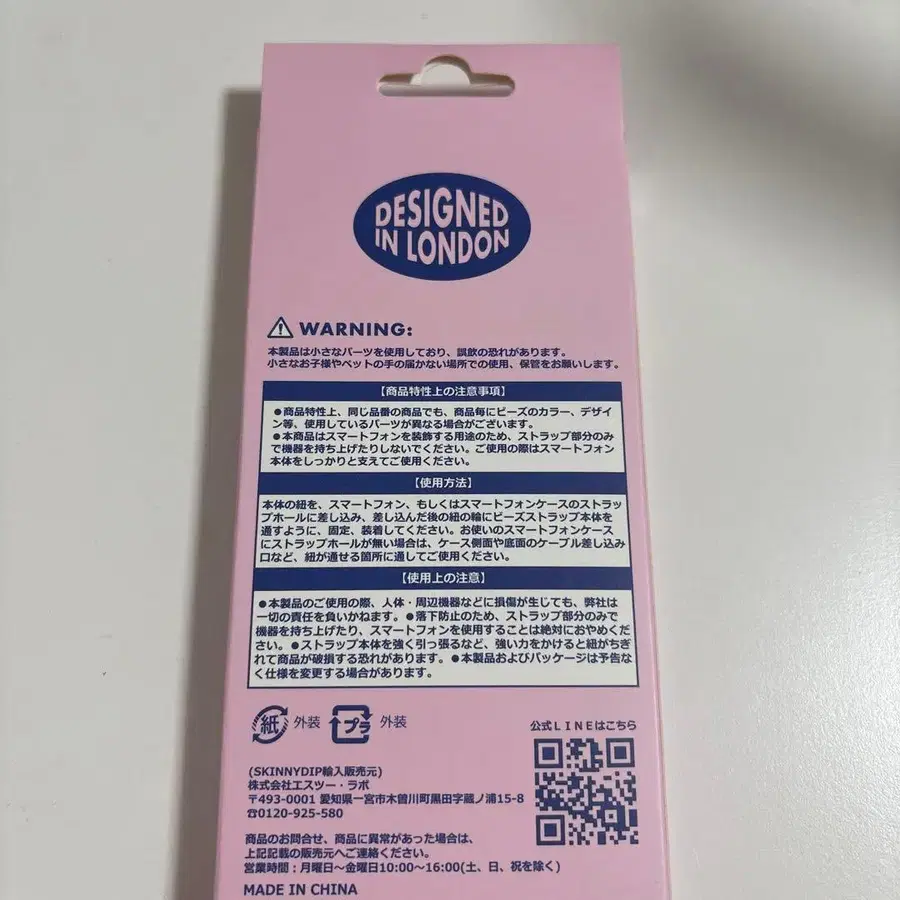 DESIGNED
IN LONDON
WARNING:
本製品は小さなパーツを使用しており、誤飲の恐れがあります。
小さなお子様やペットの手の届かない場所での使用、保管をお願いします。
【商品特性上の注意事項】
●商品特性上、同じ品番の商品でも、商品毎にビーズのカラー、デザイ
ン等、使用しているパーツが異なる場合がございます。
●本商品はスマートフォンを装飾する用途のため、ストラップ部分のみ
で機器を持ち上げたりしないでください。ご使用の際はスマートフォン
本体をしっかりと支えてご使用ください。
【使用方法】
本体の紐を、スマートフォン、もしくはスマートフォンケースのストラッ
プホールに差し込み、差し込んだ後の紐の輪にビーズストラップ本体を
通すように、固定、装着してください。お使いのスマートフォンケース
にストラップホールが無い場合は、ケース側面や底面のケーブル差し込み
口など、紐が通せる箇所に通してご使用ください。
【使用上の注意】
●本製品のご使用の際、人体・周辺機器などに損傷が生じても、弊社は
一切の責任を負いかねます。●落下防止のため、ストラップ部分のみで
機器を持ち上げたり、スマートフォンを使用することは絶対におやめくだ
さい。●ストラップ本体を強く引っ張るなど、強い力をかけると紐がちぎ
れて商品が破損する恐れがあります。●本製品およびパッケージは予告な
く仕様を変更する場合があります。
紙 外装 プラ 外装
公式LINEはこちら
(SKINNYDIP輸入販売元)
株式会社エスツー・ラボ
〒493-0001 愛知県一宮市木曽川町黒田字蔵ノ浦15-8
☎0120-925-580
商品のお問合せ、商品に異常があった場合は、
上記記載の販売元へご連絡ください。
営業時間：月曜日～金曜日10:00～16:00(土、日、祝を除く)
MADE IN CHINA